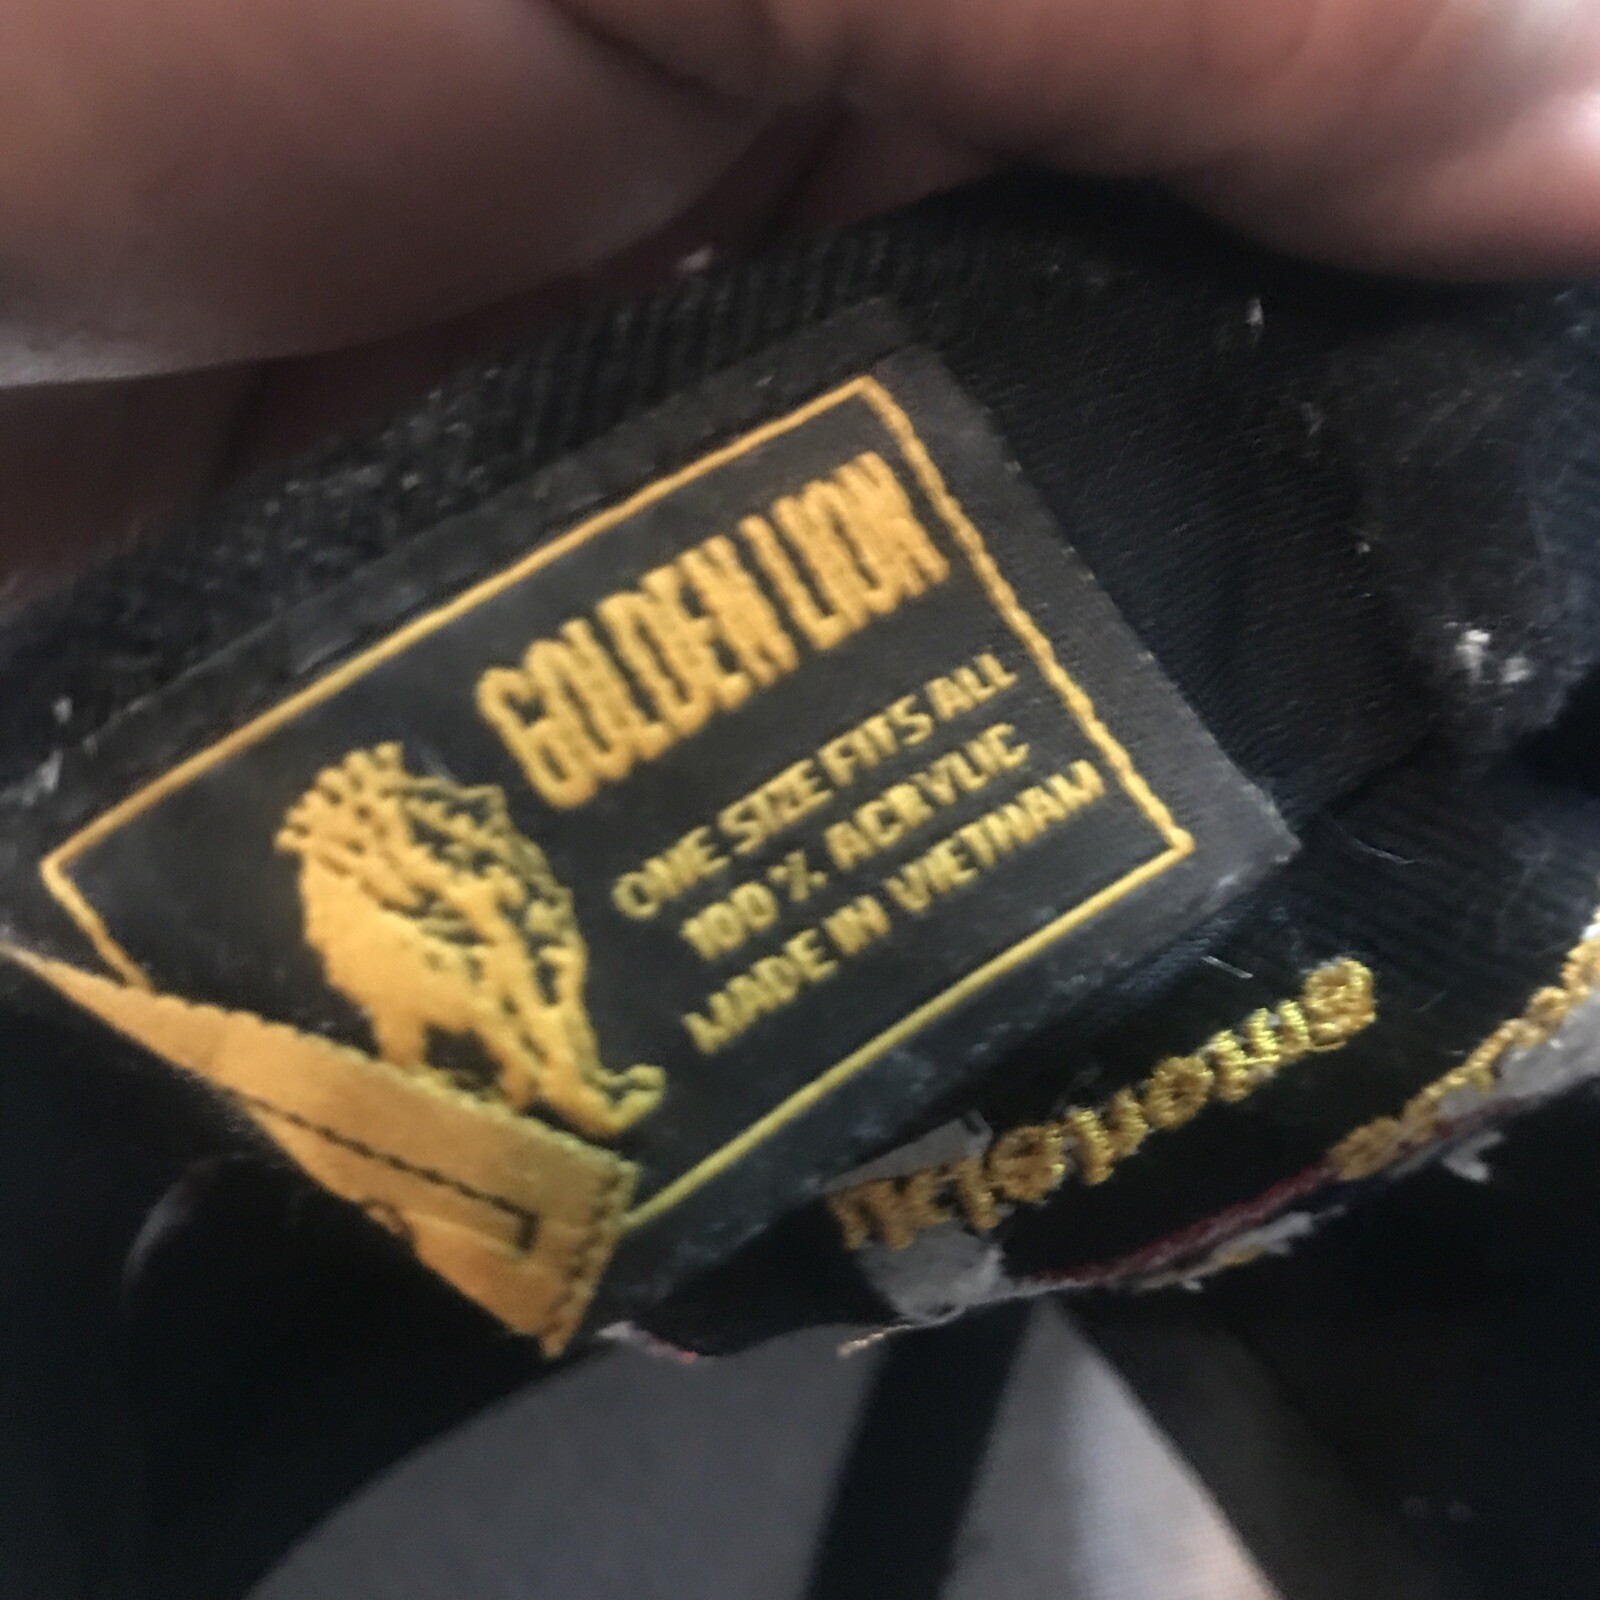 GOLDEN LION
ONE SIZE FITS ALL
100 % ACRYLIC
MADE IN VIETNAM